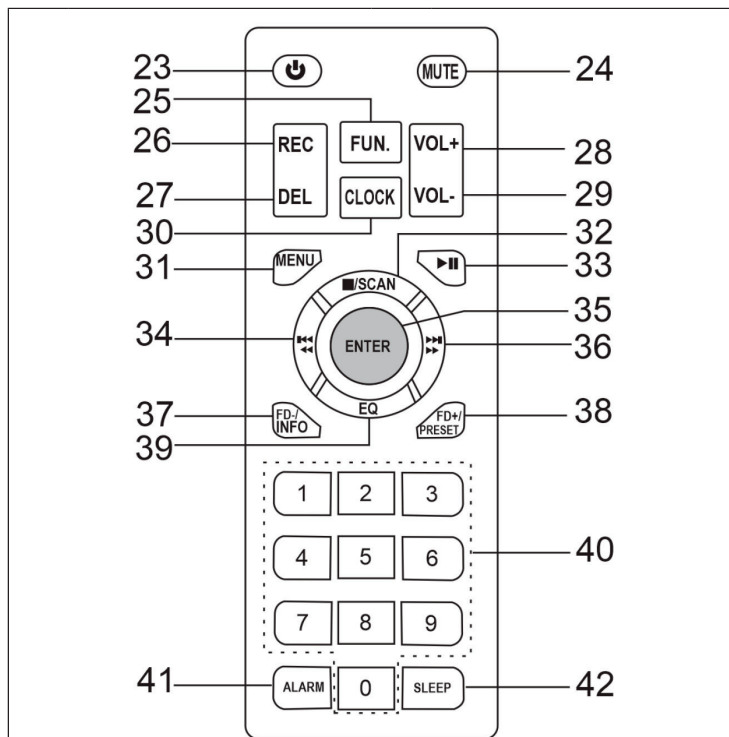 23 MUTE 24
25
26 REC FUN. VOL+ 28
27 DEL CLOCK VOL- 29
30 32
31 MENU 33
/SCAN
34 ENTER 35
36
37 FD-/ INFO EQ FD+/ PRESET 38
39
1 2 3
4 5 6 40
7 8 9
41 ALARM 0 SLEEP 42